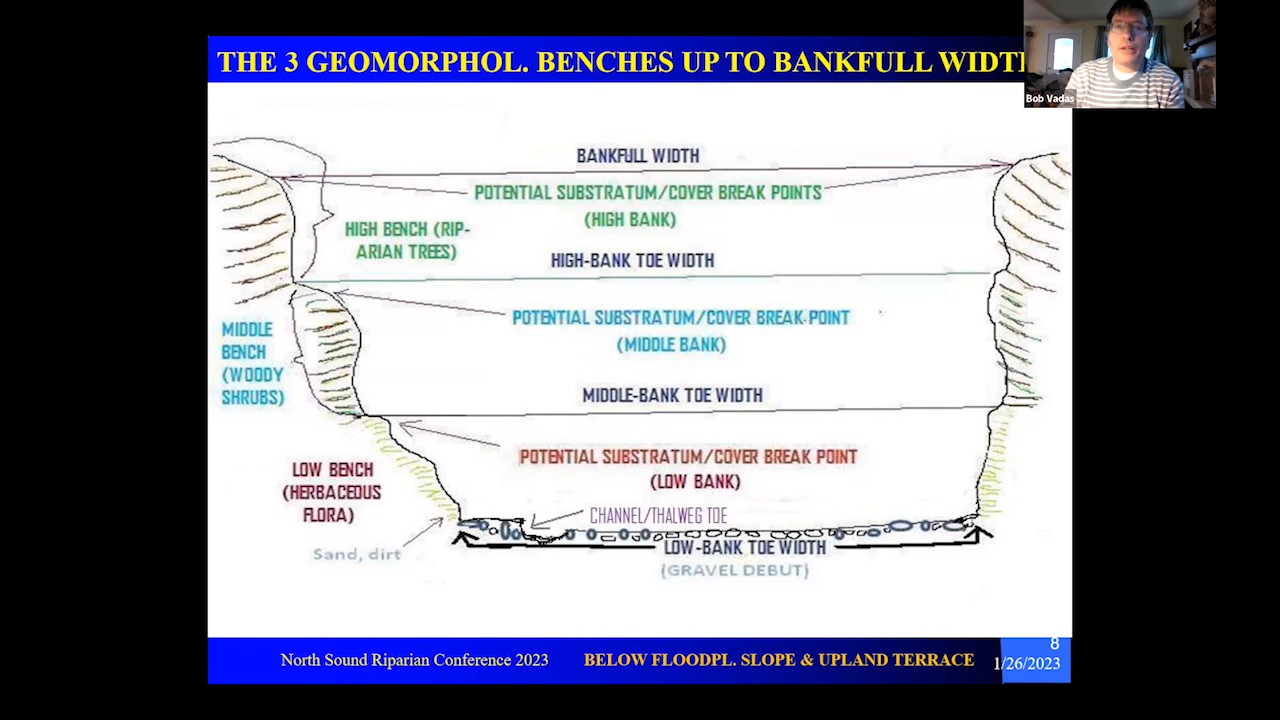 THE 3 GEOMORPHOL. BENCHES UP TO BANKFULL WIDTH
Bob Vadas
BANKFULL WIDTH
POTENTIAL SUBSTRATUM/COVER BREAK POINTS
(HIGH BANK)
HIGH BENCH (RIP-
ARIAN TREES)
HIGH-BANK TOE WIDTH
POTENTIAL SUBSTRATUM/COVER BREAK POINT
(MIDDLE BANK)
MIDDLE
BENCH
(WOODY
SHRUBS)
MIDDLE-BANK TOE WIDTH
POTENTIAL SUBSTRATUM/COVER BREAK POINT
(LOW BANK)
LOW BENCH
(HERBACEOUS
FLORA)
CHANNEL/THALWEG TOE
Sand, dirt
LOW-BANK TOE WIDTH
(GRAVEL DEBUT)
North Sound Riparian Conference 2023
BELOW FLOODPL. SLOPE & UPLAND TERRACE
8
1/26/2023